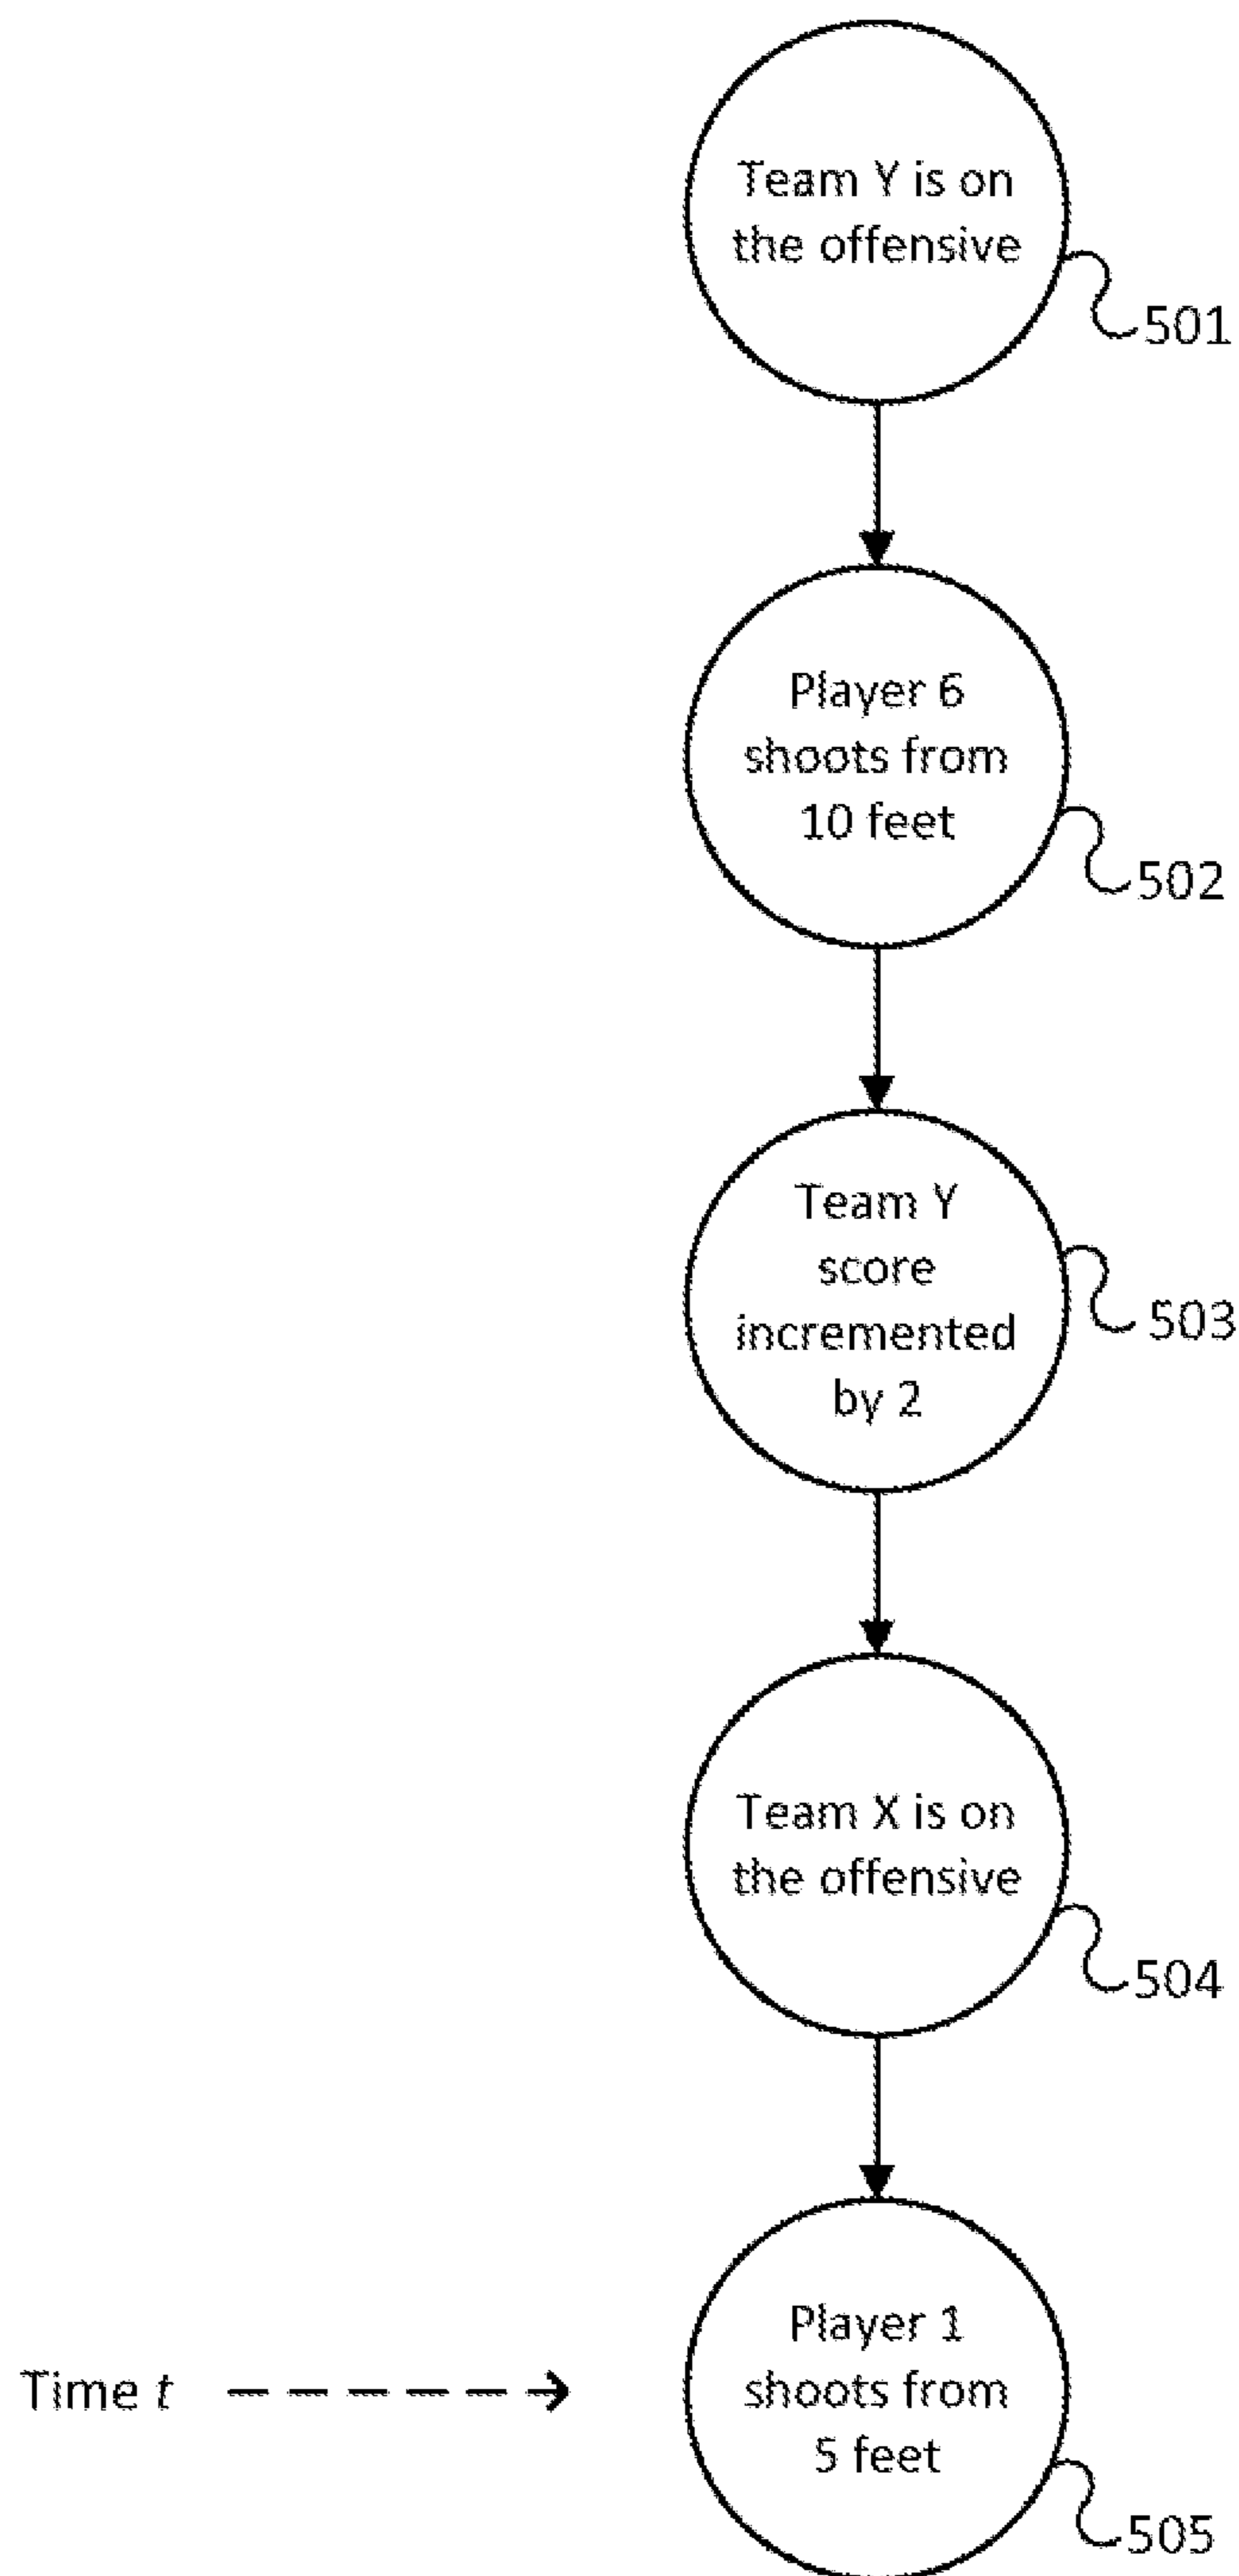 Team Y is on
the offensive
501
Player 6
shoots from
10 feet
502
Team Y
score
incremented
by 2
503
Team X is on
the offensive
504
Player 1
shoots from
5 feet
Time t
505